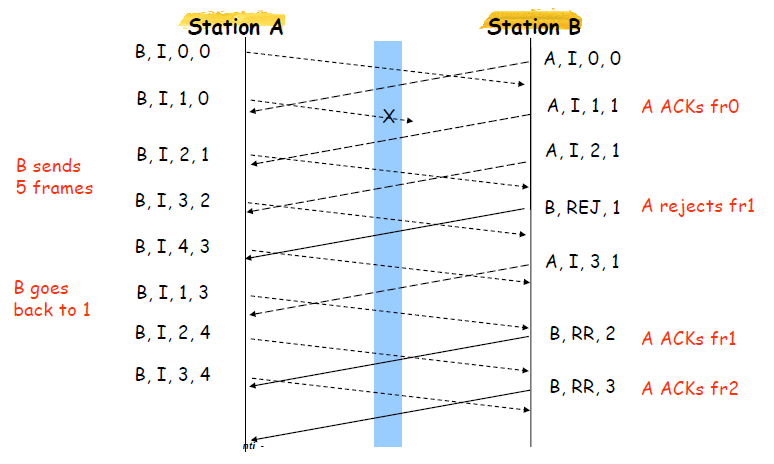 Station A
Station B
B, I, 0, 0
A, I, 0, 0
B, I, 1, 0
X
A, I, 1, 1
A ACKs fr0
B sends
5 frames
B, I, 2, 1
A, I, 2, 1
B, I, 3, 2
B, REJ, 1
A rejects fr1
B, I, 4, 3
A, I, 3, 1
B goes
back to 1
B, I, 1, 3
B, I, 2, 4
B, RR, 2
A ACKs fr1
B, I, 3, 4
B, RR, 3
A ACKs fr2